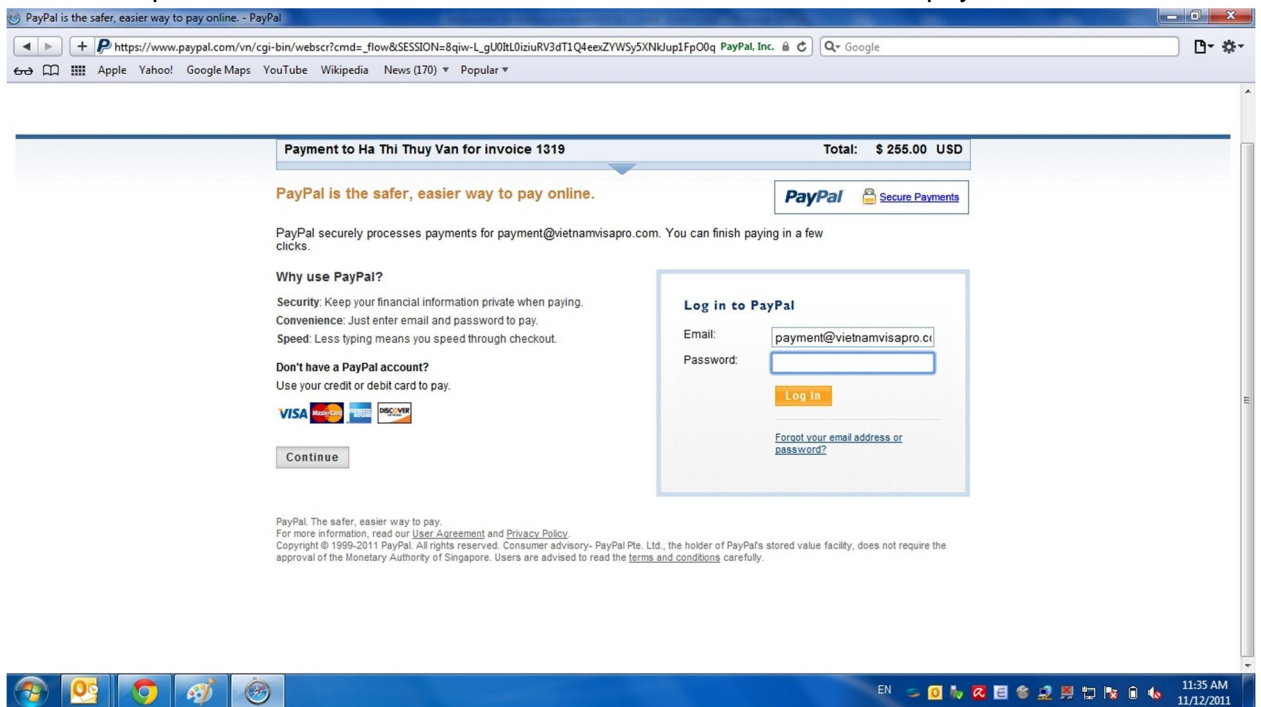 PayPal is the safer, easier way to pay online. - PayPal
https://www.paypal.com/vn/cgi-bin/webscr?cmd=_flow&SESSION=8qiw-L_gU0ItL0iziuRV3dT1Q4eexZYWSy5XNkJup1FpO0q PayPal, Inc. Google
Apple Yahoo! Google Maps YouTube Wikipedia News (170) Popular
Payment to Ha Thi Thuy Van for invoice 1319 Total: $ 255.00 USD
PayPal is the safer, easier way to pay online.
PayPal Secure Payments
PayPal securely processes payments for payment@vietnamvisapro.com. You can finish paying in a few
clicks.
Why use PayPal?
Security: Keep your financial information private when paying.
Convenience: Just enter email and password to pay.
Speed: Less typing means you speed through checkout.
Don't have a PayPal account?
Use your credit or debit card to pay.
VISA MasterCard DISCOVER
Continue
Log in to PayPal
Email: payment@vietnamvisapro.c
Password:
Log In
Forgot your email address or
password?
PayPal. The safer, easier way to pay.
For more information, read our User Agreement and Privacy Policy.
Copyright © 1999-2011 PayPal. All rights reserved. Consumer advisory- PayPal Pte. Ltd., the holder of PayPal's stored value facility, does not require the
approval of the Monetary Authority of Singapore. Users are advised to read the terms and conditions carefully.
EN 11:35 AM
11/12/2011